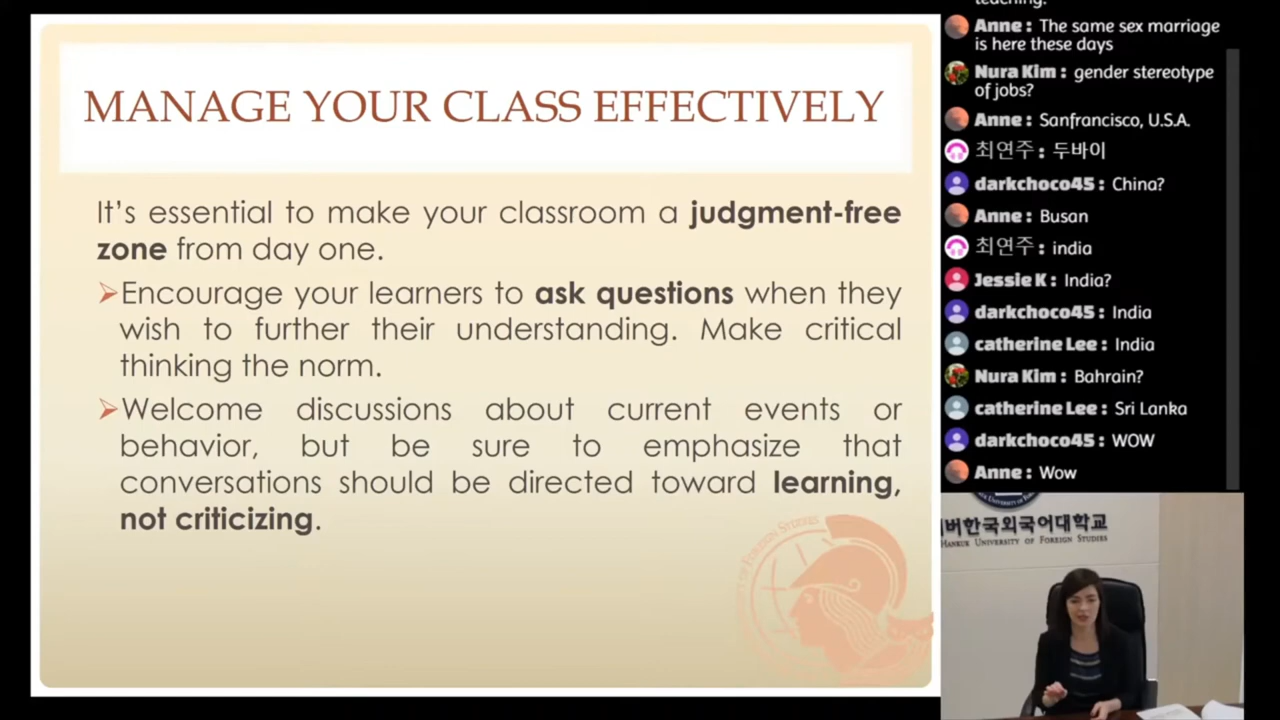 MANAGE YOUR CLASS EFFECTIVELY
It's essential to make your classroom a judgment-free
zone from day one.
Encourage your learners to ask questions when they
wish to further their understanding. Make critical
thinking the norm.
Welcome discussions about current events or
behavior, but be sure to emphasize that
conversations should be directed toward learning,
not criticizing.
teaching.
Anne : The same sex marriage
is here these days
Nura Kim : gender stereotype
of jobs?
Anne : Sanfrancisco, U.S.A.
최연주 : 두바이
darkchoco45 : China?
Anne : Busan
최연주 : india
Jessie K : India?
darkchoco45 : India
catherine Lee : India
Nura Kim : Bahrain?
catherine Lee : Sri Lanka
darkchoco45 : WOW
Anne : Wow
버한국외국어대학교
HANKUK UNIVERSITY OF FOREIGN STUDIES